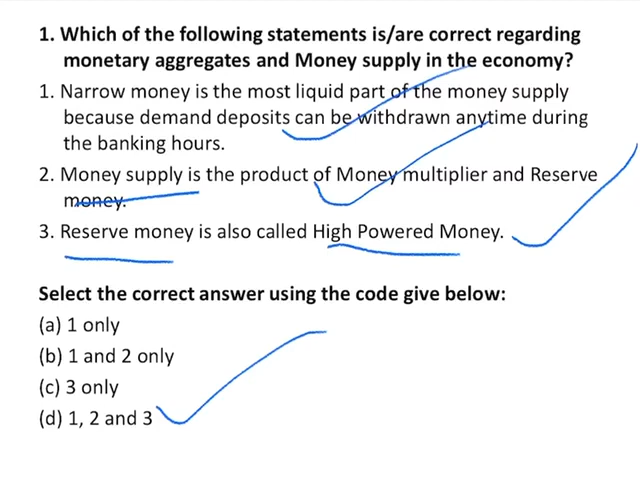 1. Which of the following statements is/are correct regarding
monetary aggregates and Money supply in the economy?
1. Narrow money is the most liquid part of the money supply
because demand deposits can be withdrawn anytime during
the banking hours.
2. Money supply is the product of Money multiplier and Reserve
money.
3. Reserve money is also called High Powered Money.
Select the correct answer using the code give below:
(a) 1 only
(b) 1 and 2 only
(c) 3 only
(d) 1, 2 and 3